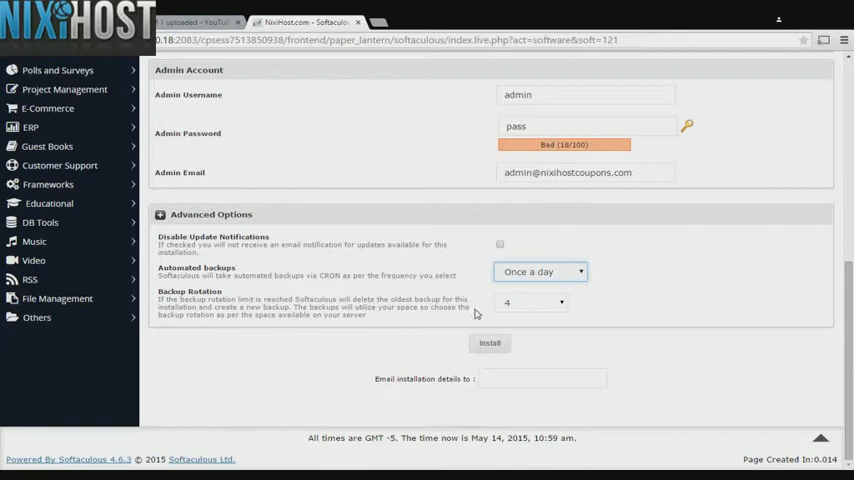 NIXIHOST
1 uploaded - YouTu
NixiHost.com - Softaculou
0.18:2083/cpsess7513850938/frontend/paper_lantern/softaculous/index.live.php?act=software&soft=121
Polls and Surveys
Project Management
E-Commerce
ERP
Guest Books
Customer Support
Frameworks
Educational
DB Tools
Music
Video
RSS
File Management
Others
Admin Account
Admin Username
admin
Admin Password
pass
Bad (18/100)
Admin Email
admin@nixihostcoupons.com
Advanced Options
Disable Update Notifications
If checked you will not receive an email notification for updates available for this
installation.
Automated backups
Softaculous will take automated backups via CRON as per the frequency you select
Once a day
Backup Rotation
If the backup rotation limit is reached Softaculous will delete the oldest backup for this
installation and create a new backup. The backups will utilize your space so choose the
backup rotation as per the space available on your server
4
Install
Email installation details to :
All times are GMT -5. The time now is May 14, 2015, 10:59 am.
Powered By Softaculous 4.6.3 © 2015 Softaculous Ltd.
Page Created In:0.014